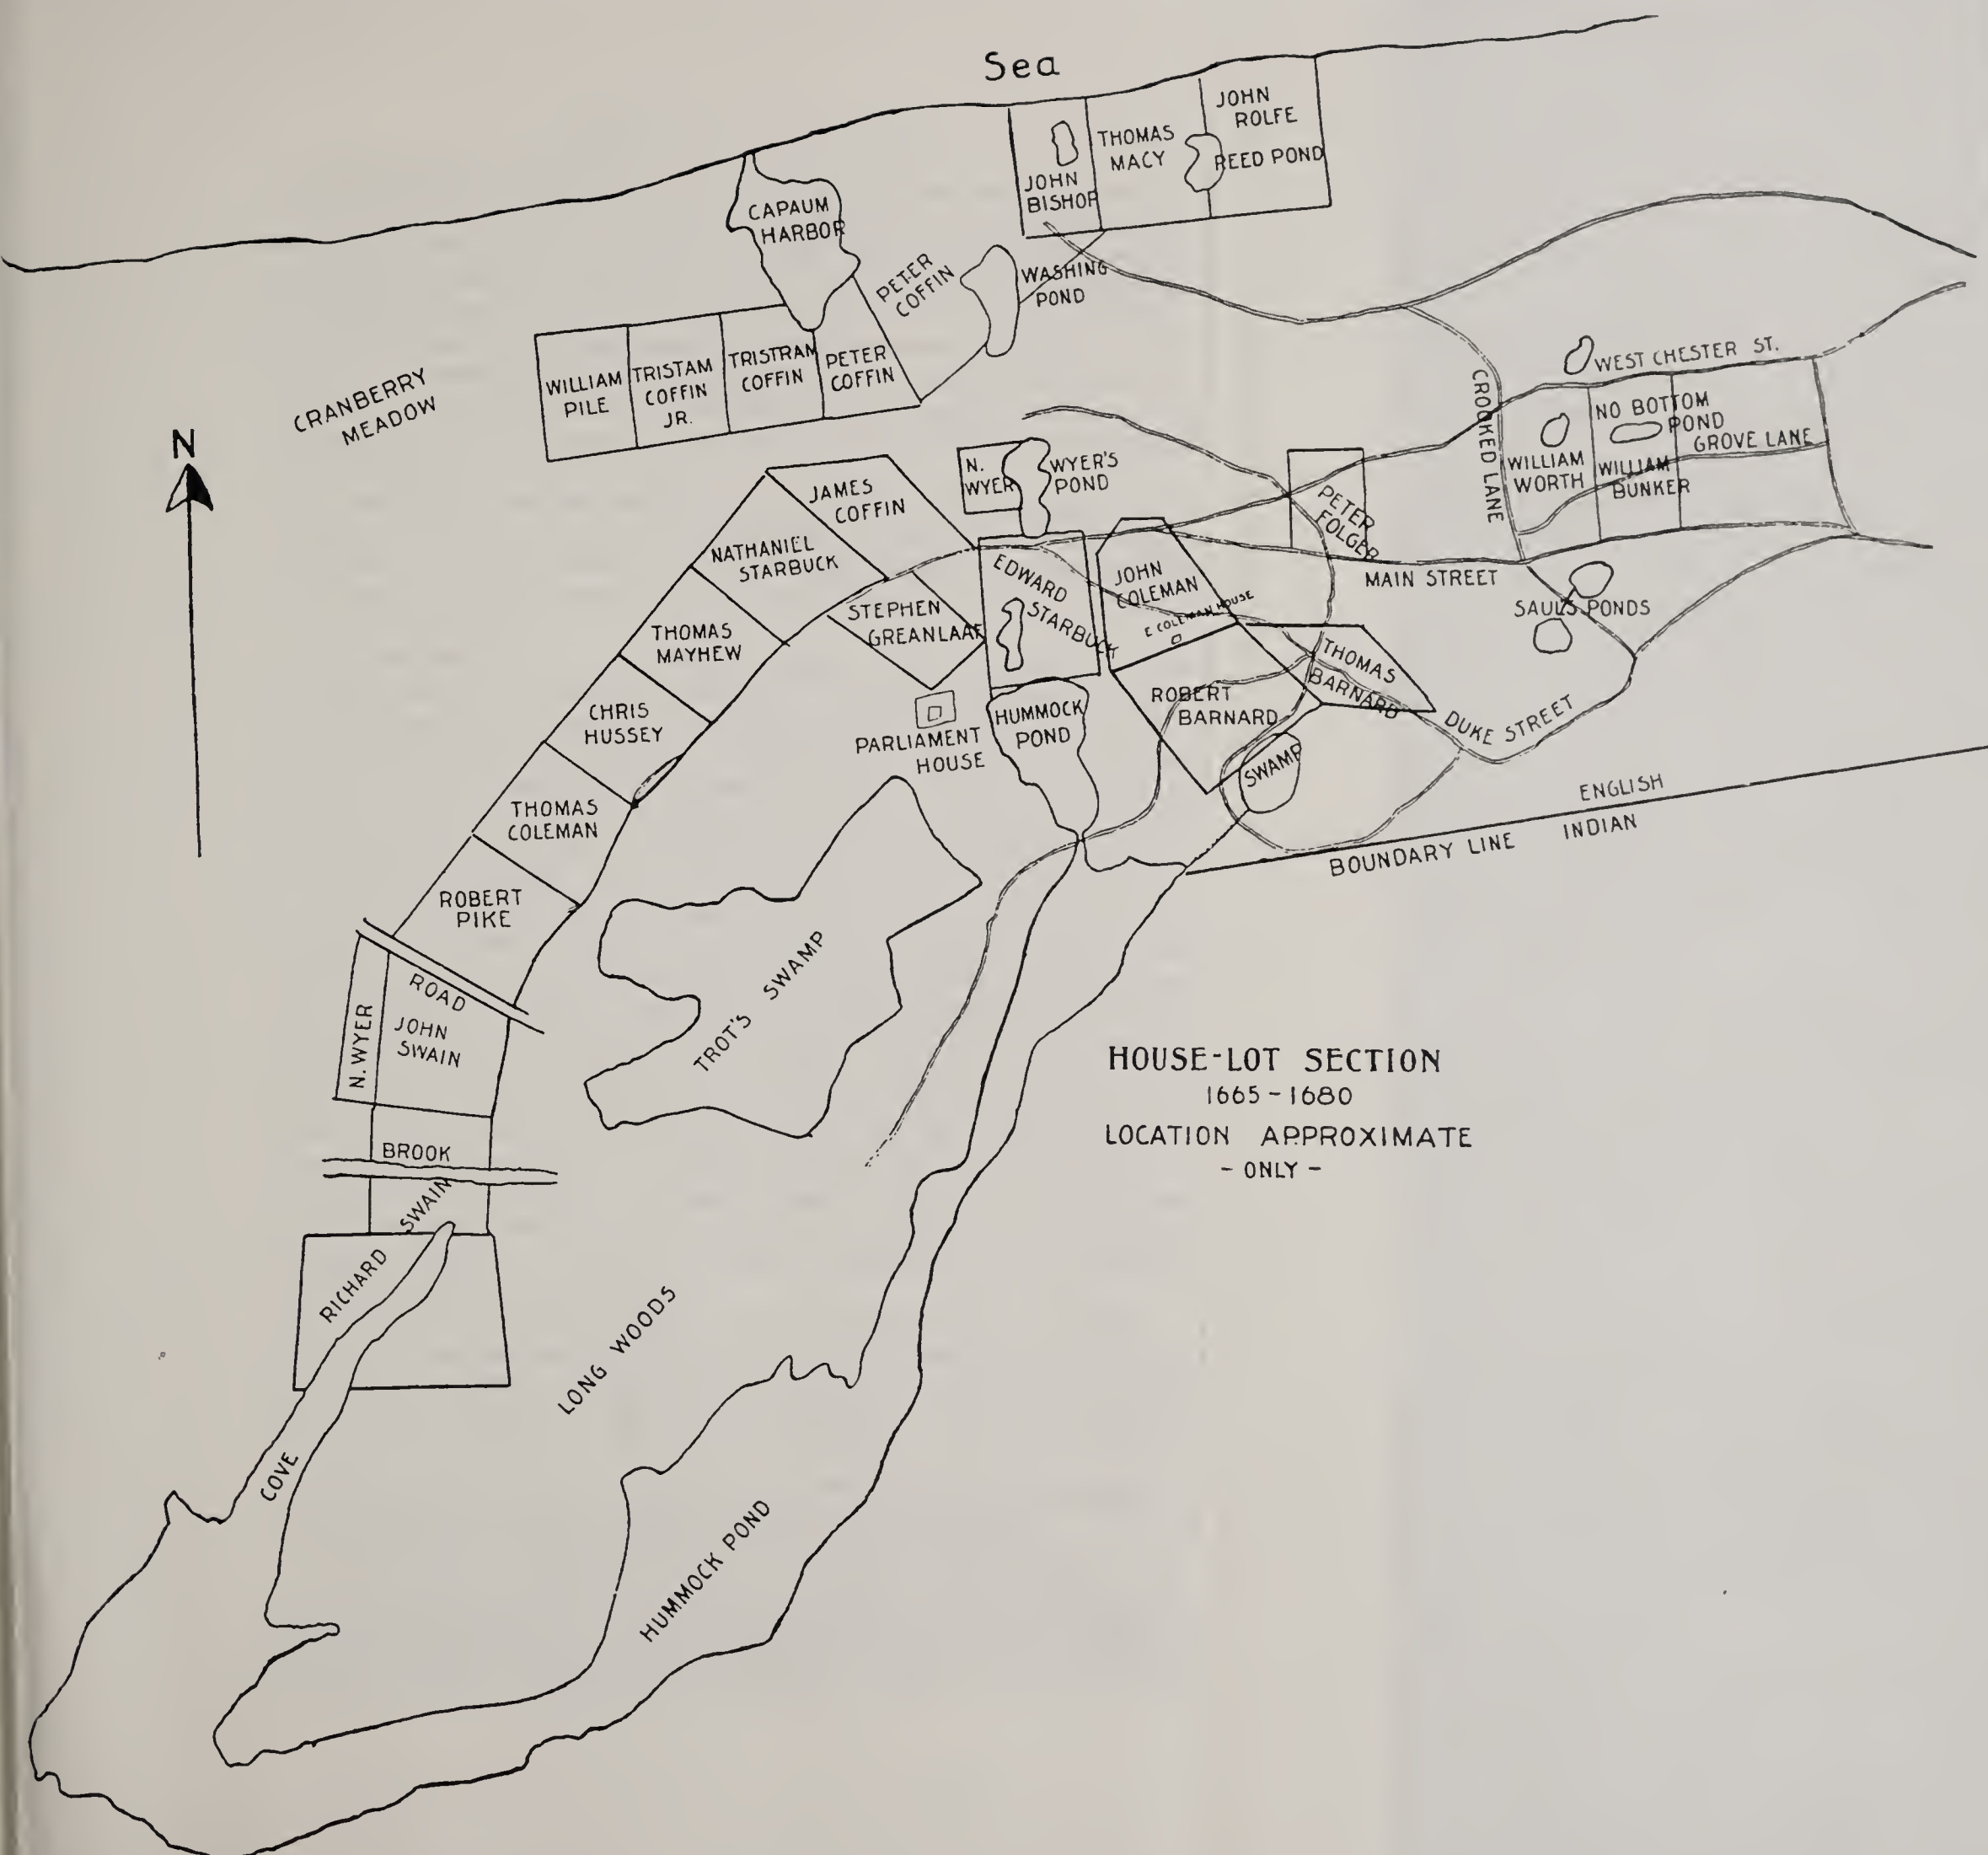 Sea
JOHN
ROLFE
REED POND
THOMAS
MACY
JOHN
BISHOP
CAPAUM
HARBOR
PETER
COFFIN
WASHING
POND
WILLIAM
PILE
TRISTAM
COFFIN
JR.
TRISTRAM
COFFIN
PETER
COFFIN
CRANBERRY
MEADOW
N
WEST CHESTER ST.
CROOKED LANE
NO BOTTOM
POND
GROVE LANE
WILLIAM
WORTH
WILLIAM
BUNKER
N.
WYER
WYER'S
POND
PETER
FOLGER
MAIN STREET
SAUL'S PONDS
JAMES
COFFIN
NATHANIEL
STARBUCK
STEPHEN
GREANLAAF
EDWARD
STARBUCK
JOHN
COLEMAN
E COLEMAN HOUSE
THOMAS
BARNARD
ROBERT
BARNARD
DUKE STREET
THOMAS
MAYHEW
CHRIS
HUSSEY
PARLIAMENT
HOUSE
HUMMOCK
POND
SWAMP
ENGLISH
BOUNDARY LINE INDIAN
THOMAS
COLEMAN
ROBERT
PIKE
ROAD
N. WYER
JOHN
SWAIN
TROT'S SWAMP
HOUSE-LOT SECTION
1665-1680
LOCATION APPROXIMATE
- ONLY -
BROOK
RICHARD SWAIN
LONG WOODS
COVE
HUMMOCK POND